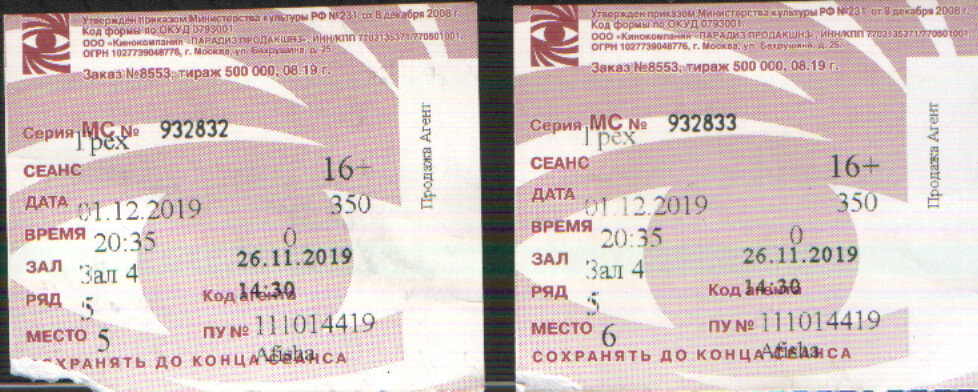 Утвержден приказом Министерства культуры РФ №231 от 8 декабря 2008 г.
Код формы по ОКУД 0793001
ООО «Кинокомпания «ПАРАДИЗ ПРОДАКШНЗ», ИНН/КПП 7703135371/770601001,
ОГРН 1027739048776, г. Москва, ул. Бахрушина, д. 25.
Заказ №8553, тираж 500 000, 08.19 г.
Серия МС № 932832
Грех
СЕАНС 16+
ДАТА 01.12.2019 350
ВРЕМЯ 20:35 0
26.11.2019
ЗАЛ Зал 4
14:30
РЯД 5 Код агента
МЕСТО 5 ПУ № 111014419
Afisha
СОХРАНЯТЬ ДО КОНЦА СЕАНСА
Продажа Агент
Утвержден приказом Министерства культуры РФ №231 от 8 декабря 2008 г.
Код формы по ОКУД 0793001
ООО «Кинокомпания «ПАРАДИЗ ПРОДАКШНЗ», ИНН/КПП 7703135371/770601001,
ОГРН 1027739048776, г. Москва, ул. Бахрушина, д. 25.
Заказ №8553, тираж 500 000, 08.19 г.
Серия МС № 932833
Грех
СЕАНС 16+
ДАТА 01.12.2019 350
ВРЕМЯ 20:35 0
26.11.2019
ЗАЛ Зал 4
14:30
РЯД 5 Код агента
МЕСТО 6 ПУ № 111014419
Afisha
СОХРАНЯТЬ ДО КОНЦА СЕАНСА
Продажа Агент